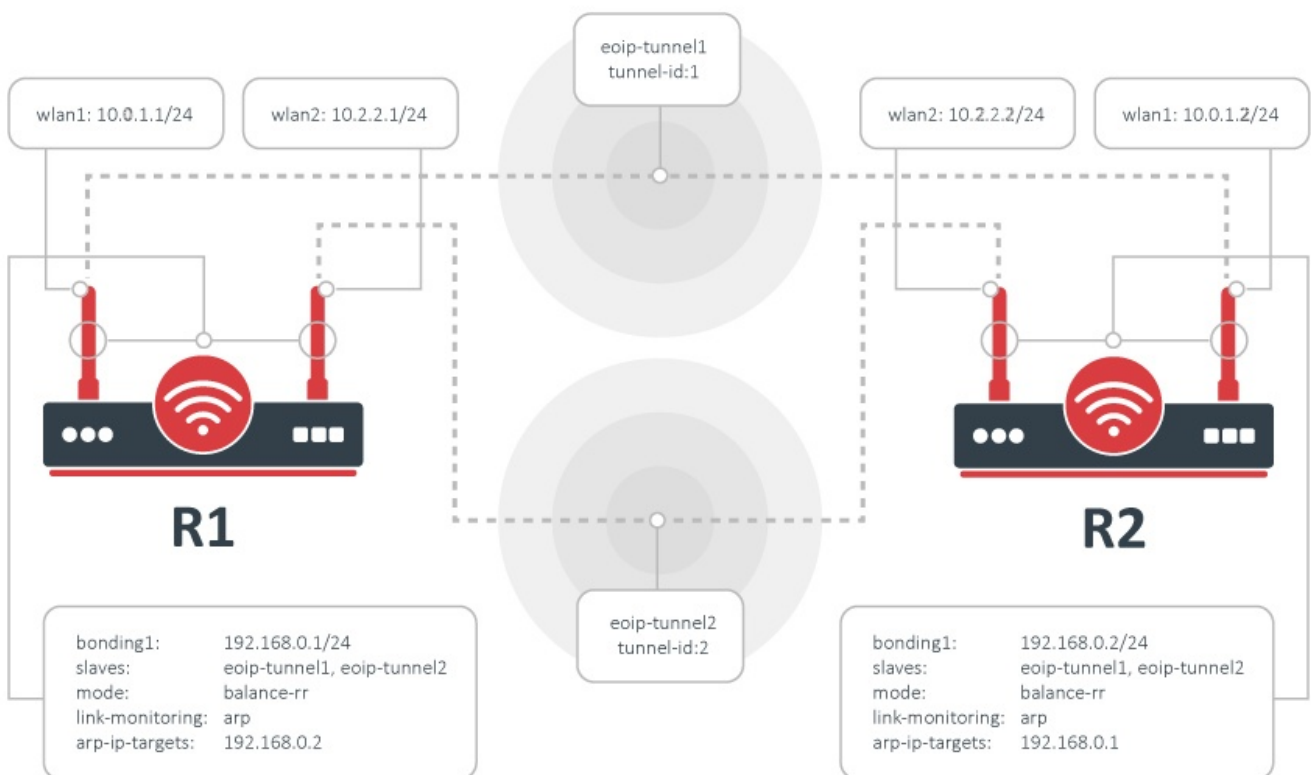 eoip-tunnel1
tunnel-id:1
wlan1: 10.0.1.1/24
wlan2: 10.2.2.1/24
wlan2: 10.2.2.2/24
wlan1: 10.0.1.2/24
R1
R2
eoip-tunnel2
tunnel-id:2
bonding1: 192.168.0.1/24
slaves: eoip-tunnel1, eoip-tunnel2
mode: balance-rr
link-monitoring: arp
arp-ip-targets: 192.168.0.2
bonding1: 192.168.0.2/24
slaves: eoip-tunnel1, eoip-tunnel2
mode: balance-rr
link-monitoring: arp
arp-ip-targets: 192.168.0.1